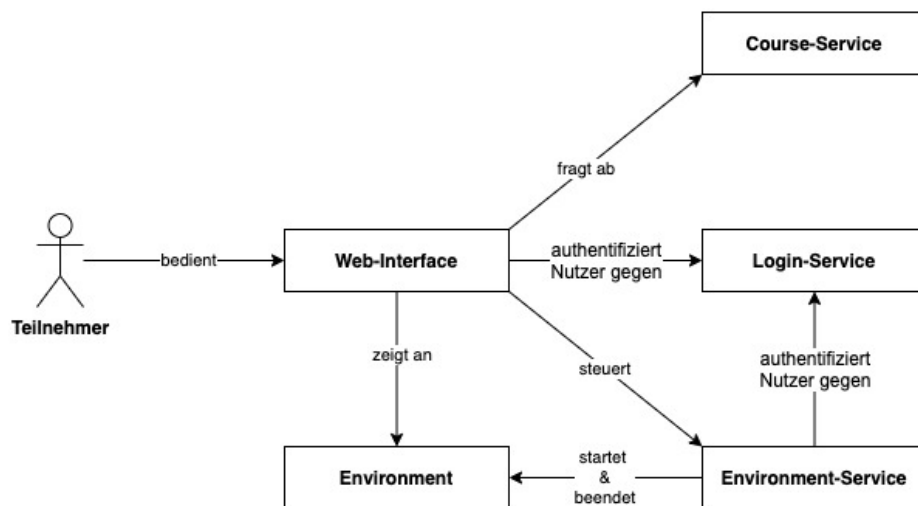 Course-Service
fragt ab
bedient
Web-Interface
authentifiziert
Nutzer gegen
Login-Service
Teilnehmer
zeigt an
steuert
authentifiziert
Nutzer gegen
Environment
startet
&
beendet
Environment-Service